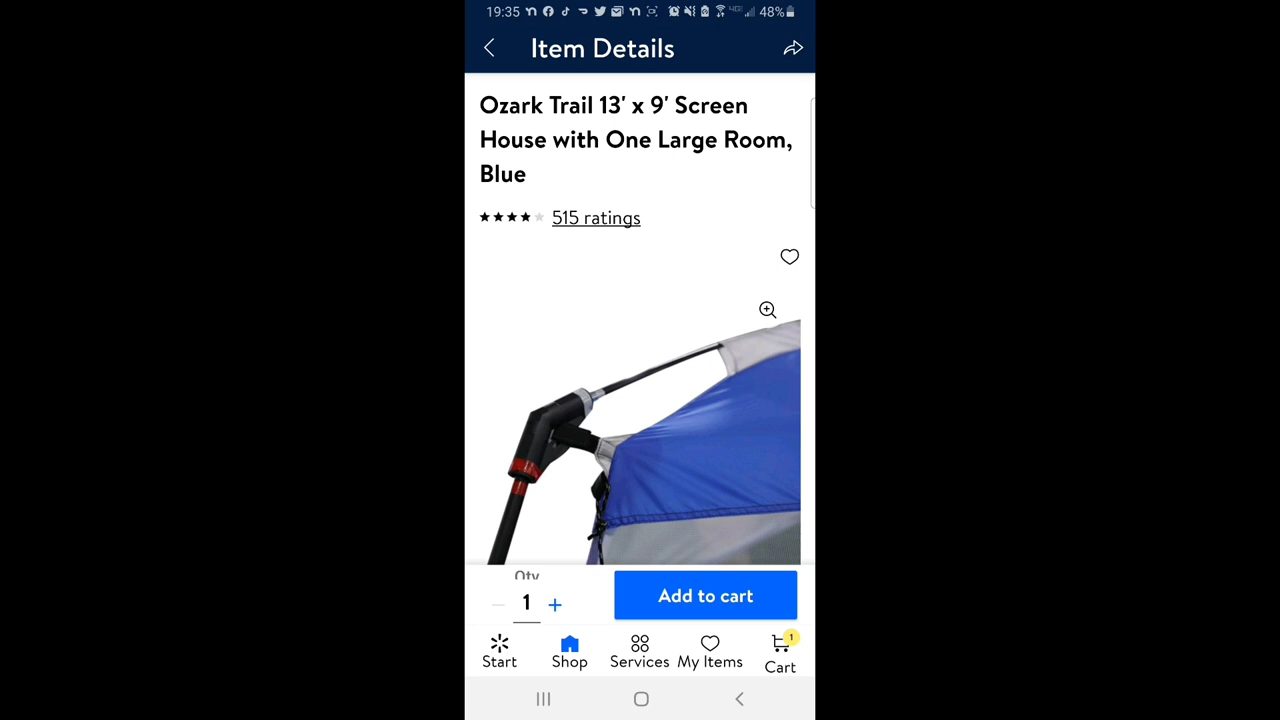 19:35 48%
Item Details
Ozark Trail 13' x 9' Screen
House with One Large Room,
Blue
515 ratings
Qty
1
Add to cart
1
Start Shop Services My Items Cart